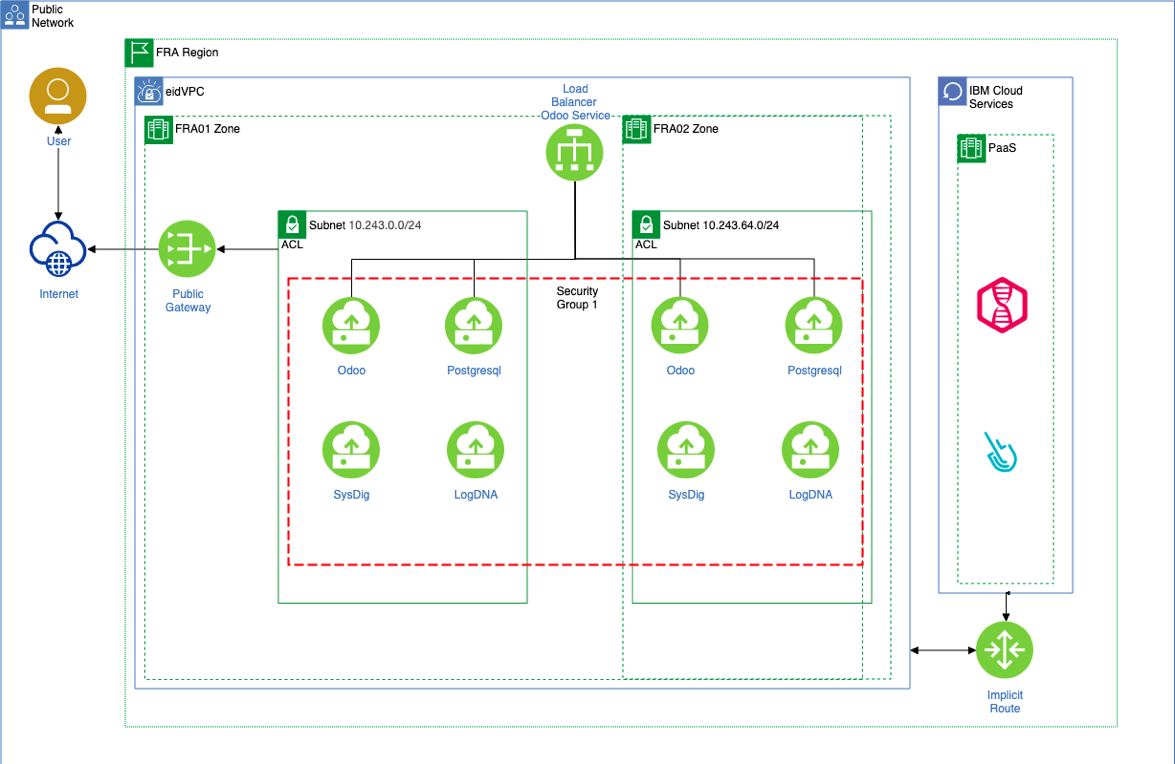 Public
Network
FRA Region
User
eidVPC
Load
Balancer
Odoo Service
FRA01 Zone
FRA02 Zone
IBM Cloud
Services
PaaS
Subnet 10.243.0.0/24
ACL
Subnet 10.243.64.0/24
ACL
Internet
Public
Gateway
Security
Group 1
Odoo
Postgresql
Odoo
Postgresql
SysDig
LogDNA
SysDig
LogDNA
Implicit
Route